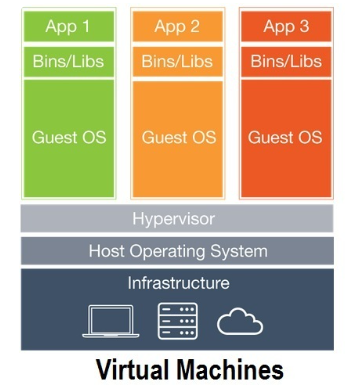 App 1 App 2 App 3
Bins/Libs Bins/Libs Bins/Libs
Guest OS Guest OS Guest OS
Hypervisor
Host Operating System
Infrastructure
Virtual Machines